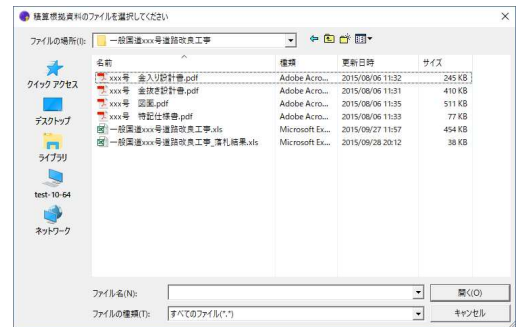 積算根拠資料のファイルを選択してください
ファイルの場所(I): 一般国道xxx号道路改良工事
名前 種類 更新日時 サイズ
xxx号 金入り設計書.pdf Adobe Acro... 2015/08/06 11:32 245 KB
xxx号 金抜き設計書.pdf Adobe Acro... 2015/08/06 11:31 410 KB
xxx号 図面.pdf Adobe Acro... 2015/08/06 11:35 511 KB
xxx号 特記仕様書.pdf Adobe Acro... 2015/08/06 11:33 77 KB
一般国道xxx号道路改良工事.xls Microsoft Ex... 2015/09/27 11:57 454 KB
一般国道xxx号道路改良工事_落札結果.xls Microsoft Ex... 2015/09/28 20:12 38 KB
クイック アクセス
デスクトップ
ライブラリ
test-10-64
ネットワーク
ファイル名(N): 開く(O)
ファイルの種類(T): すべてのファイル(*.*) キャンセル